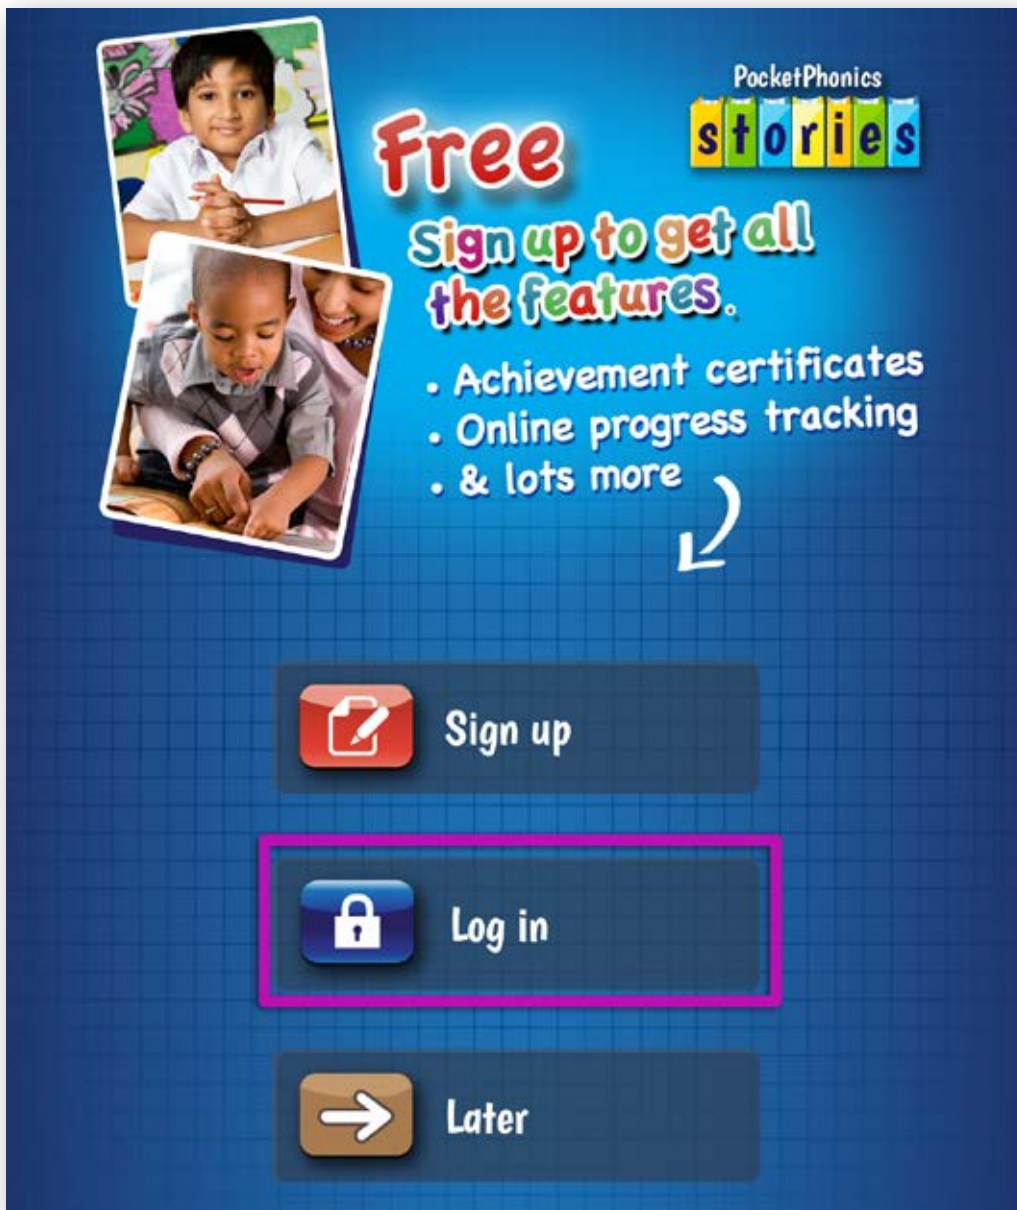 PocketPhonics
stories
Free
Sign up to get all
the features.
• Achievement certificates
• Online progress tracking
• & lots more
Sign up
Log in
Later